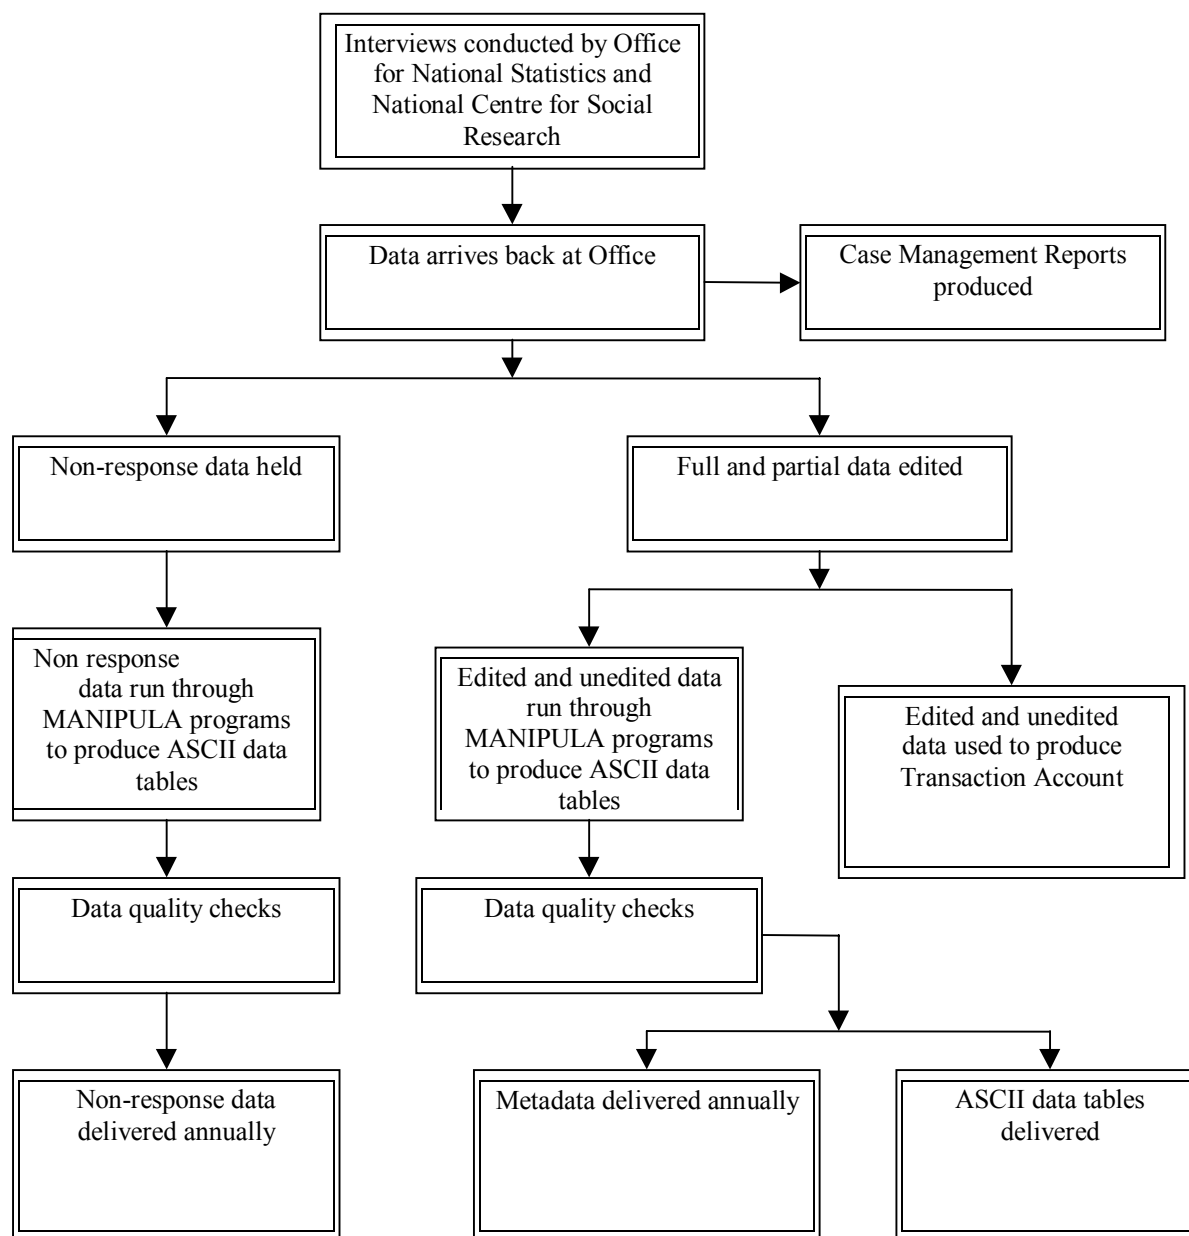 Interviews conducted by Office
for National Statistics and
National Centre for Social
Research
Data arrives back at Office
Case Management Reports
produced
Non-response data held
Full and partial data edited
Non response
data run through
MANIPULA programs
to produce ASCII data
tables
Edited and unedited data
run through
MANIPULA programs
to produce ASCII data
tables
Edited and unedited
data used to produce
Transaction Account
Data quality checks
Data quality checks
Non-response data
delivered annually
Metadata delivered annually
ASCII data tables
delivered